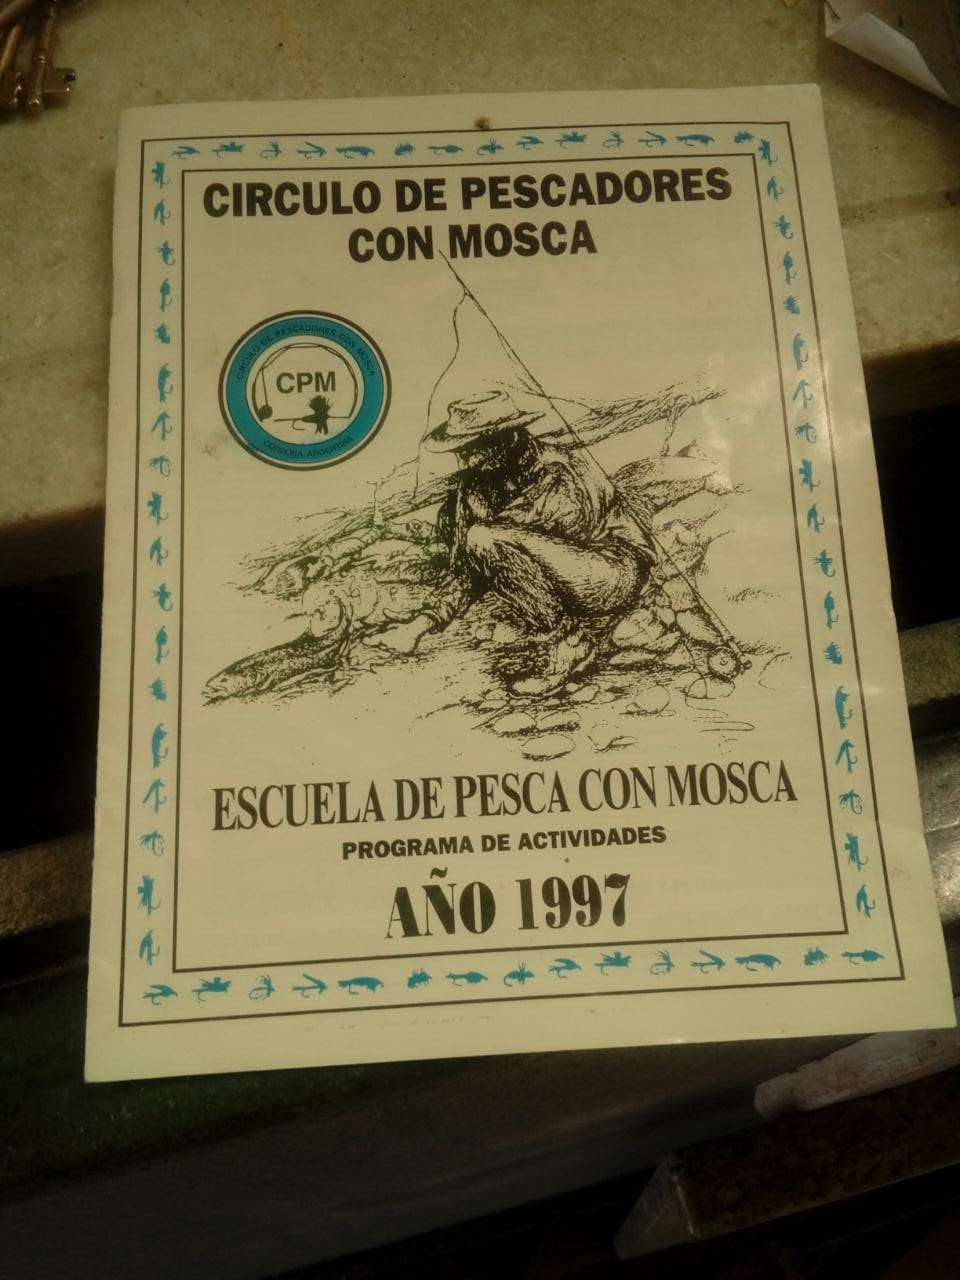 CIRCULO DE PESCADORES
CON MOSCA
CIRCULO DE PESCADORES CON MOSCA
CPM
CORDOBA ARGENTINA
ESCUELA DE PESCA CON MOSCA
PROGRAMA DE ACTIVIDADES
AÑO 1997